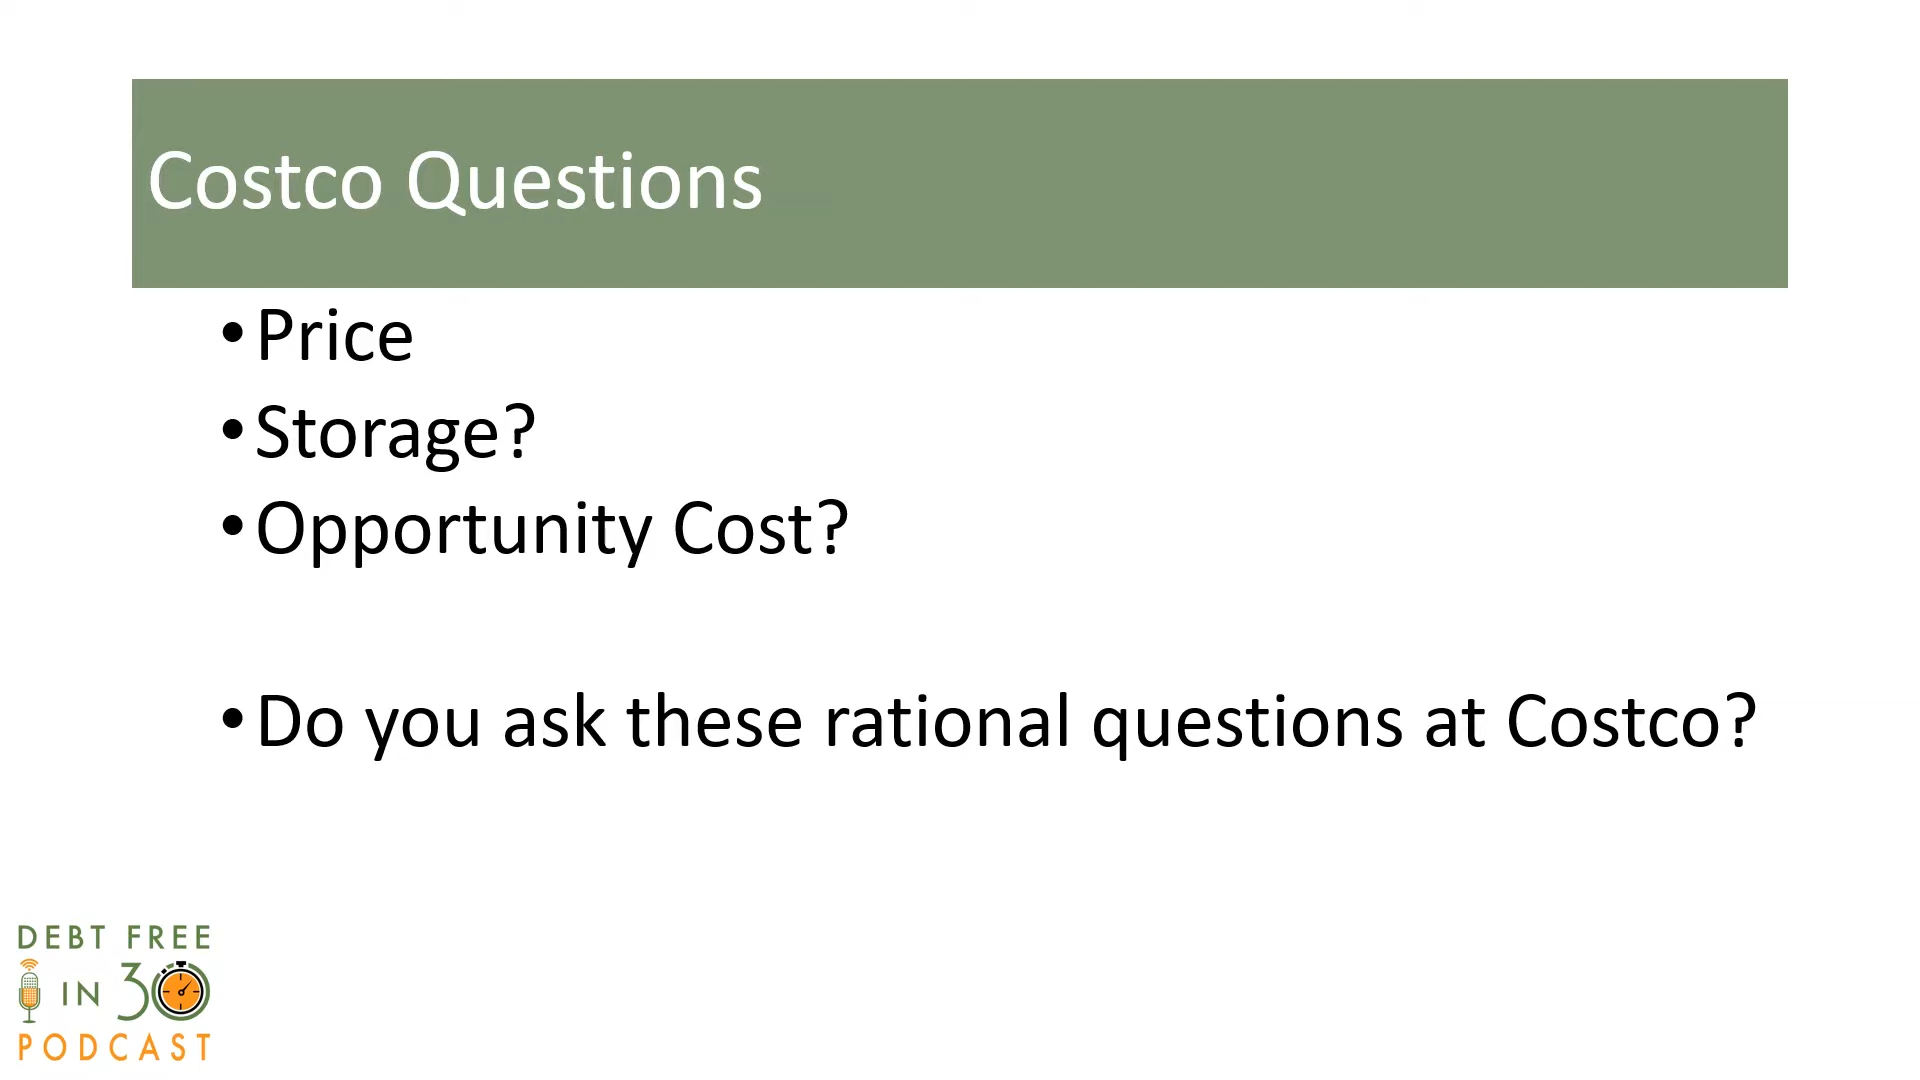 Costco Questions
•Price
•Storage?
•Opportunity Cost?
•Do you ask these rational questions at Costco?
DEBT FREE
IN 30
PODCAST